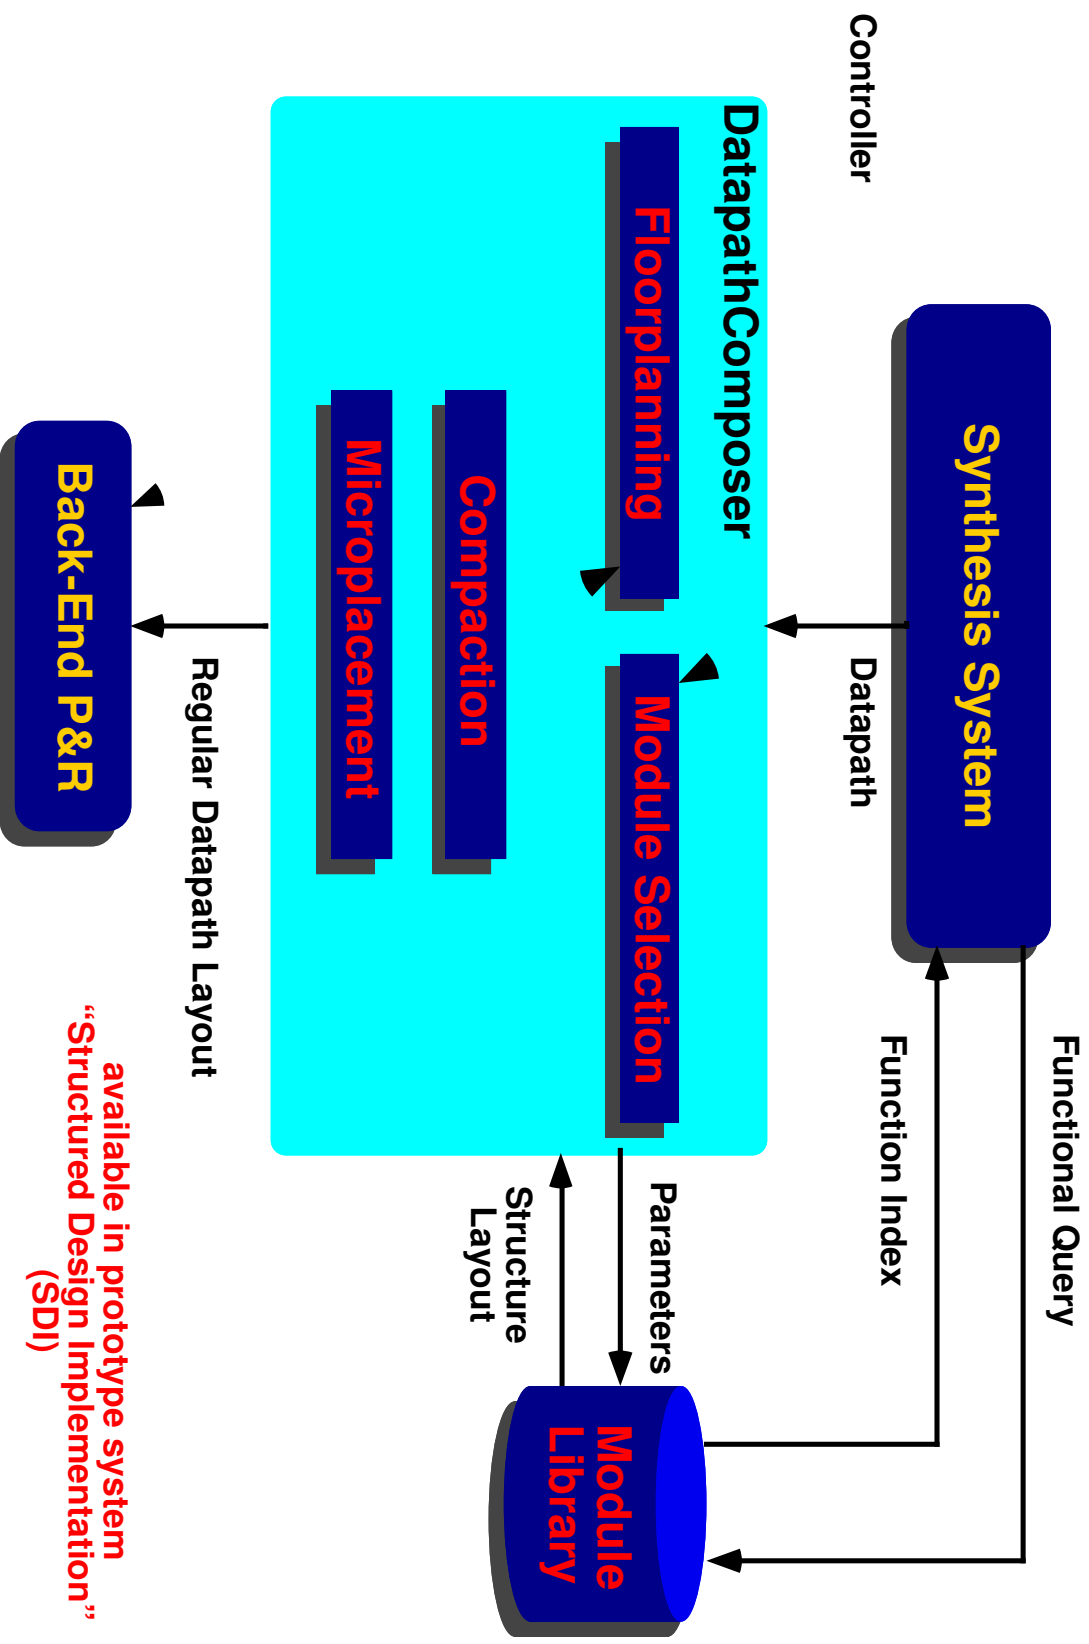 Synthesis System
Functional Query
Function Index
Controller
Datapath
DatapathComposer
Floorplanning
Module Selection
Parameters
Structure
Layout
Module
Library
Compaction
Microplacement
Regular Datapath Layout
Back-End P&R
available in prototype system
“Structured Design Implementation”
(SDI)